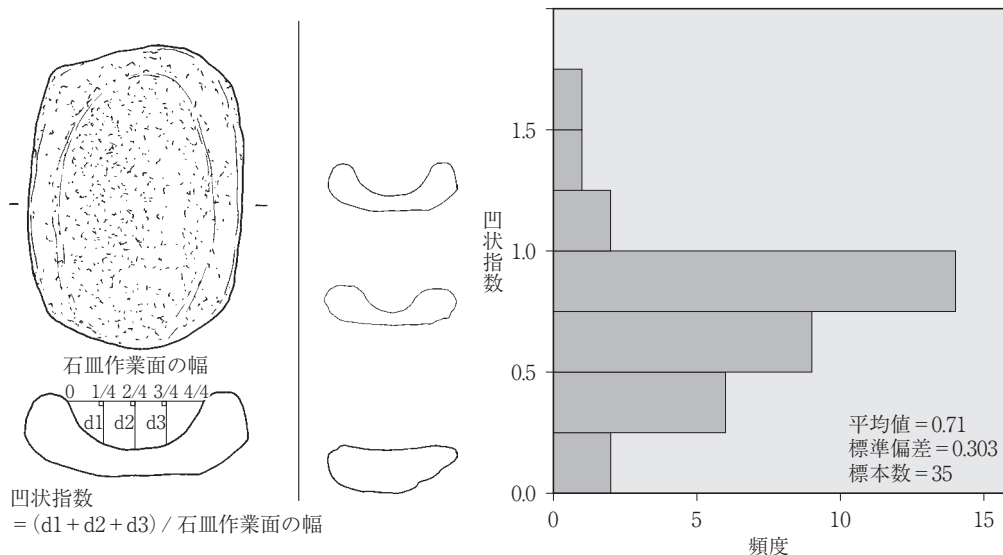 石皿作業面の幅
0 1/4 2/4 3/4 4/4
d1 d2 d3
凹状指数
=(d1+d2+d3) / 石皿作業面の幅
凹状指数
1.5
1.0
0.5
0.0
0 5 10 15
頻度
平均値=0.71
標準偏差=0.303
標本数=35